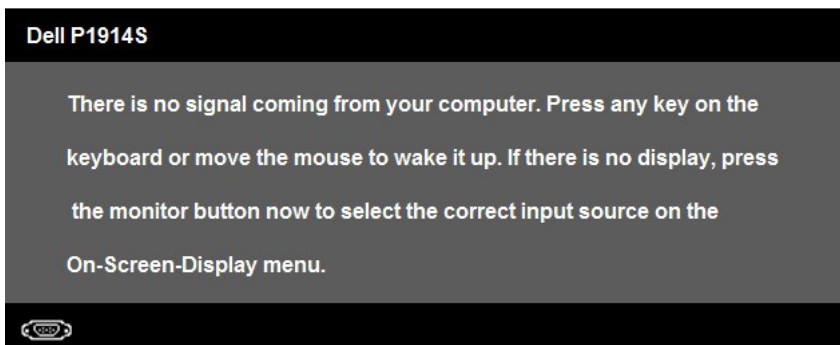 Dell P1914S
There is no signal coming from your computer. Press any key on the
keyboard or move the mouse to wake it up. If there is no display, press
the monitor button now to select the correct input source on the
On-Screen-Display menu.